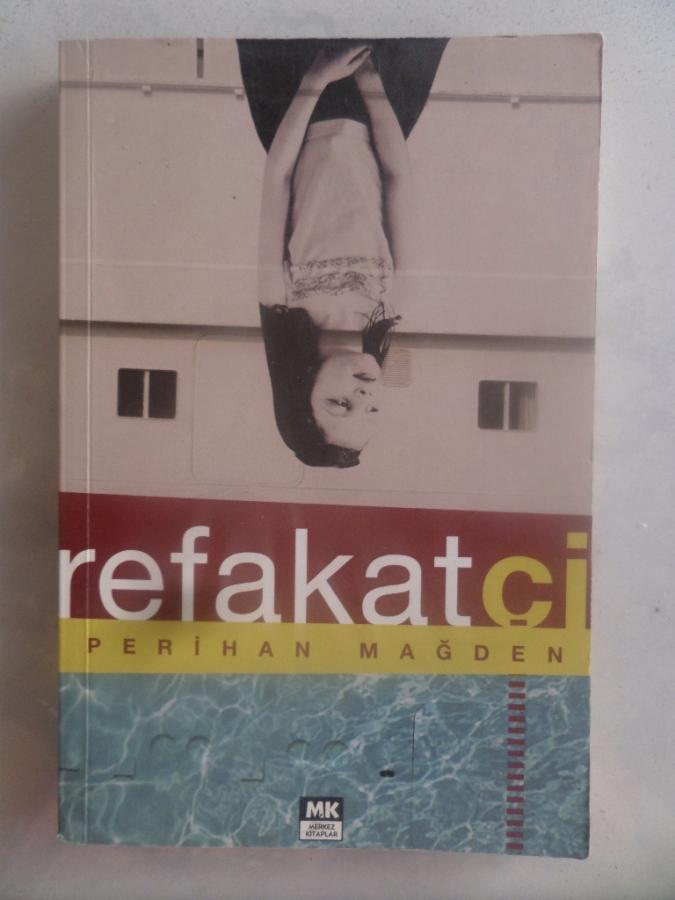 refakatçi
PERİHAN MAĞDEN
MK
MERKEZ
KİTAPLAR